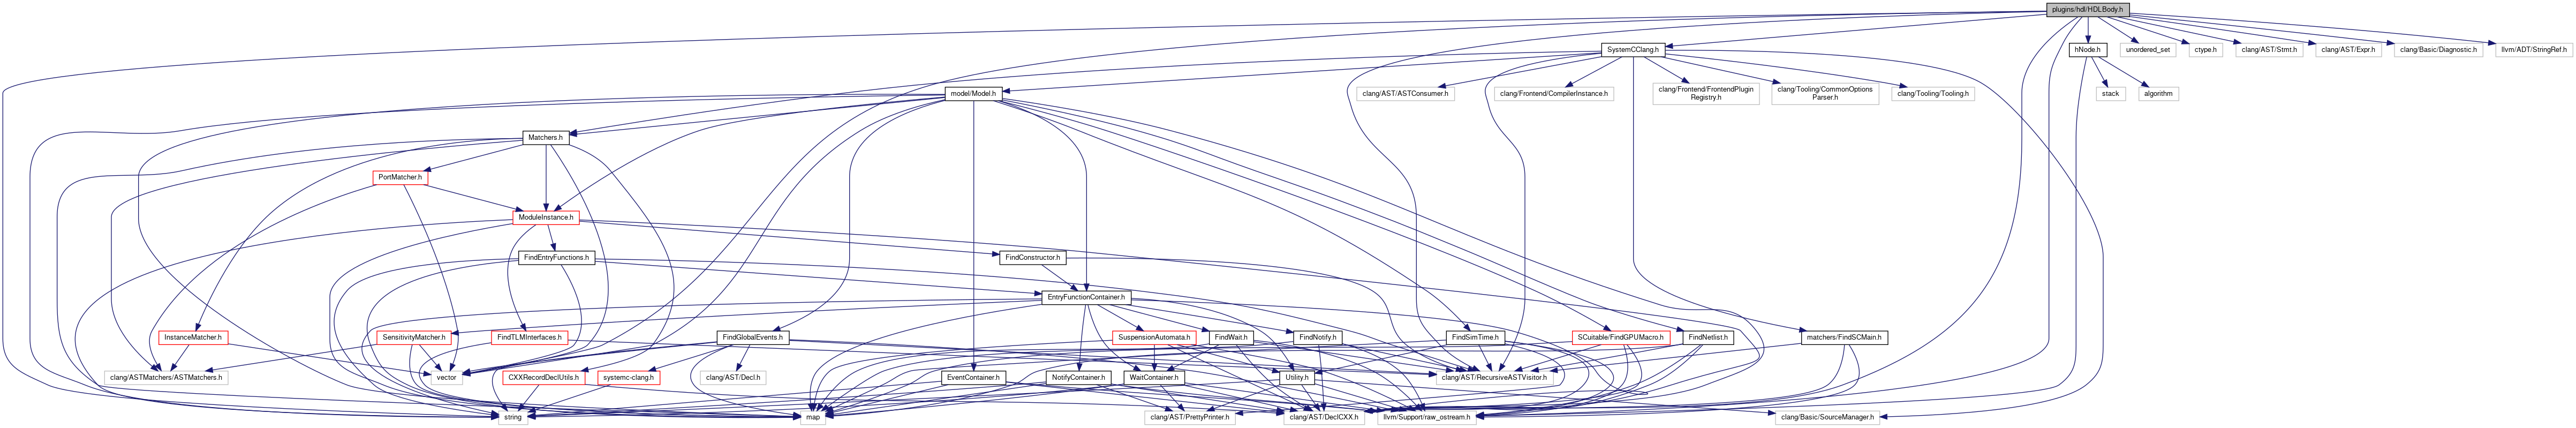 plugins/hdl/HDLBody.h
SystemCClang.h
hNode.h
unordered_set
ctype.h
clang/AST/Stmt.h
clang/AST/Expr.h
clang/Basic/Diagnostic.h
llvm/ADT/StringRef.h
model/Model.h
clang/AST/ASTConsumer.h
clang/Frontend/CompilerInstance.h
clang/Frontend/FrontendPlugin
Registry.h
clang/Tooling/CommonOptions
Parser.h
clang/Tooling/Tooling.h
stack
algorithm
Matchers.h
PortMatcher.h
ModuleInstance.h
FindEntryFunctions.h
FindConstructor.h
EntryFunctionContainer.h
InstanceMatcher.h
SensitivityMatcher.h
FindTLMInterfaces.h
FindGlobalEvents.h
SuspensionAutomata.h
FindWait.h
FindNotify.h
FindSimTime.h
SCuitable/FindGPUMacro.h
FindNetlist.h
matchers/FindSCMain.h
clang/ASTMatchers/ASTMatchers.h
vector
CXXRecordDeclUtils.h
systemc-clang.h
clang/AST/Decl.h
EventContainer.h
NotifyContainer.h
WaitContainer.h
Utility.h
clang/AST/RecursiveASTVisitor.h
string
map
clang/AST/PrettyPrinter.h
clang/AST/DeclCXX.h
llvm/Support/raw_ostream.h
clang/Basic/SourceManager.h